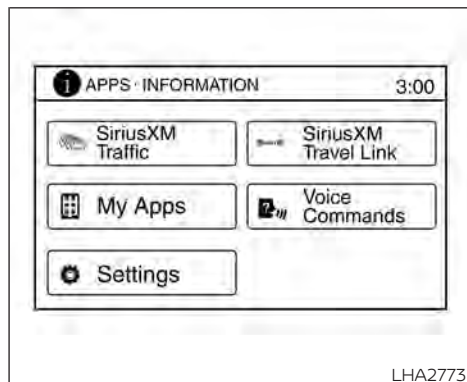 i APPS · INFORMATION 3:00
SiriusXM
Traffic
SiriusXM
Travel Link
My Apps
? Voice
Commands
Settings
LHA2773